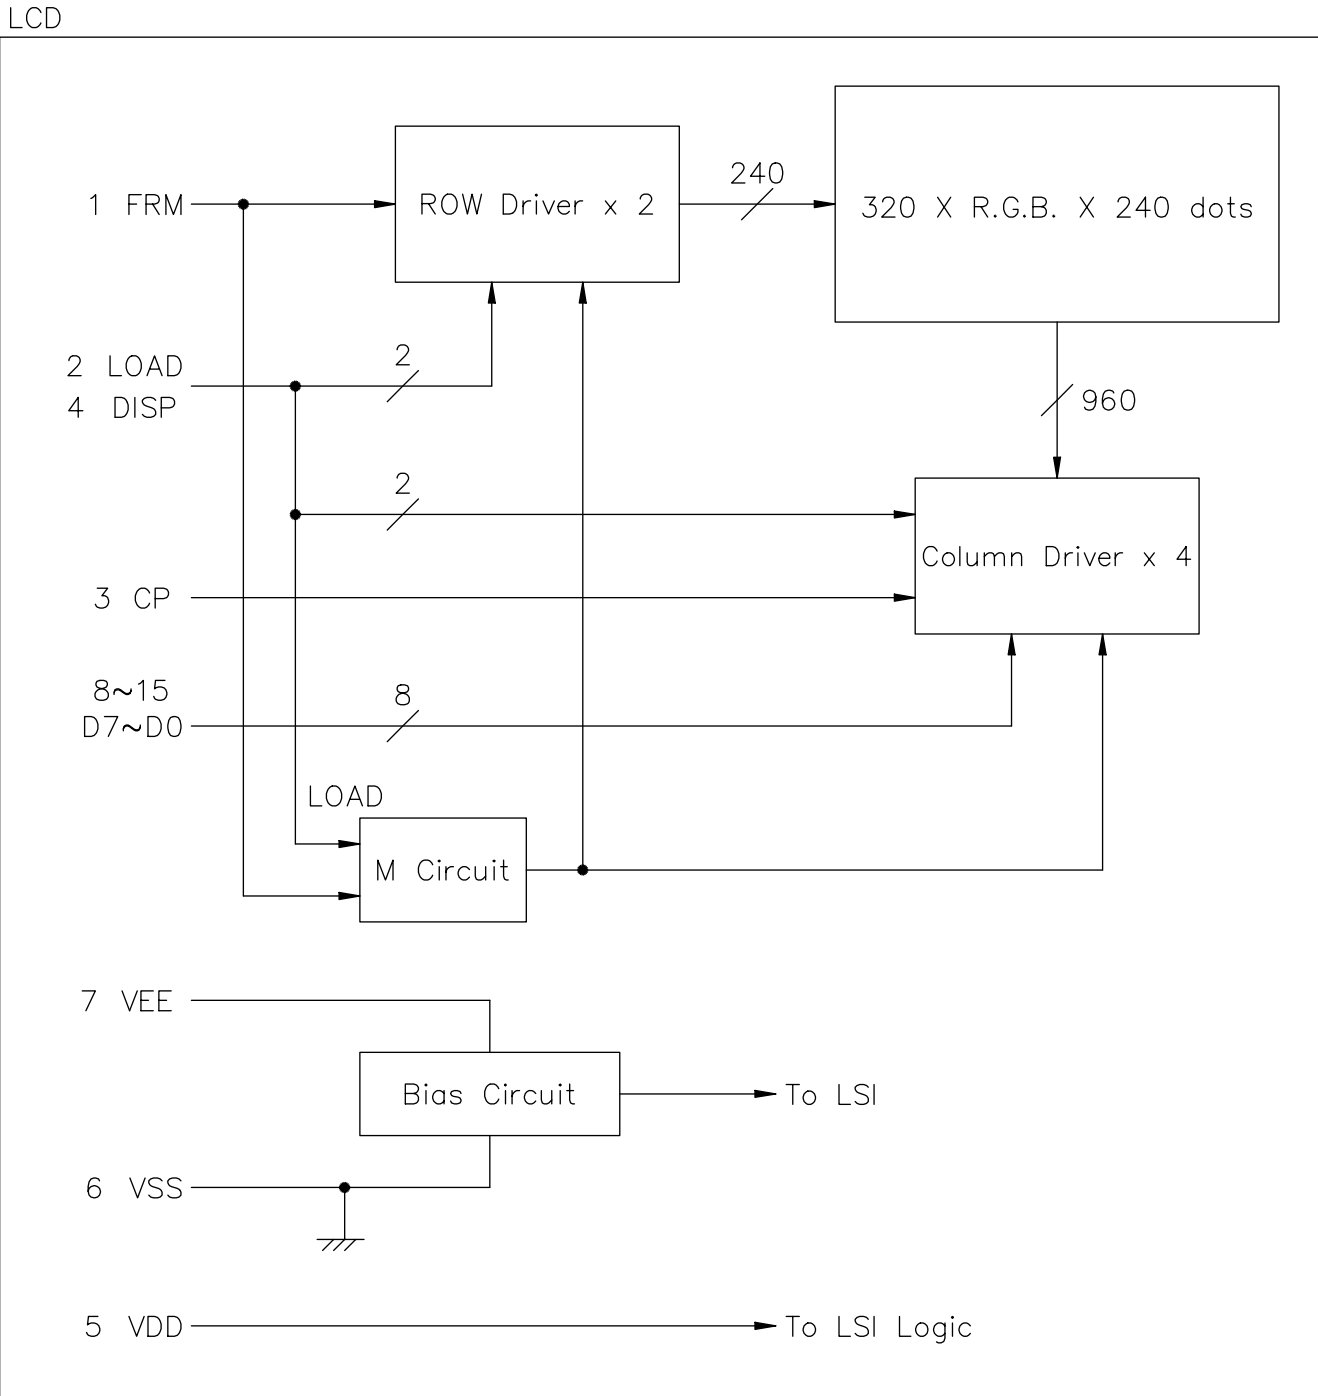 LCD
240
1 FRM
ROW Driver x 2
320 X R.G.B. X 240 dots
2
2 LOAD
4 DISP
960
2
Column Driver x 4
3 CP
8~15
8
D7~D0
LOAD
M Circuit
7 VEE
Bias Circuit
To LSI
6 VSS
5 VDD
To LSI Logic